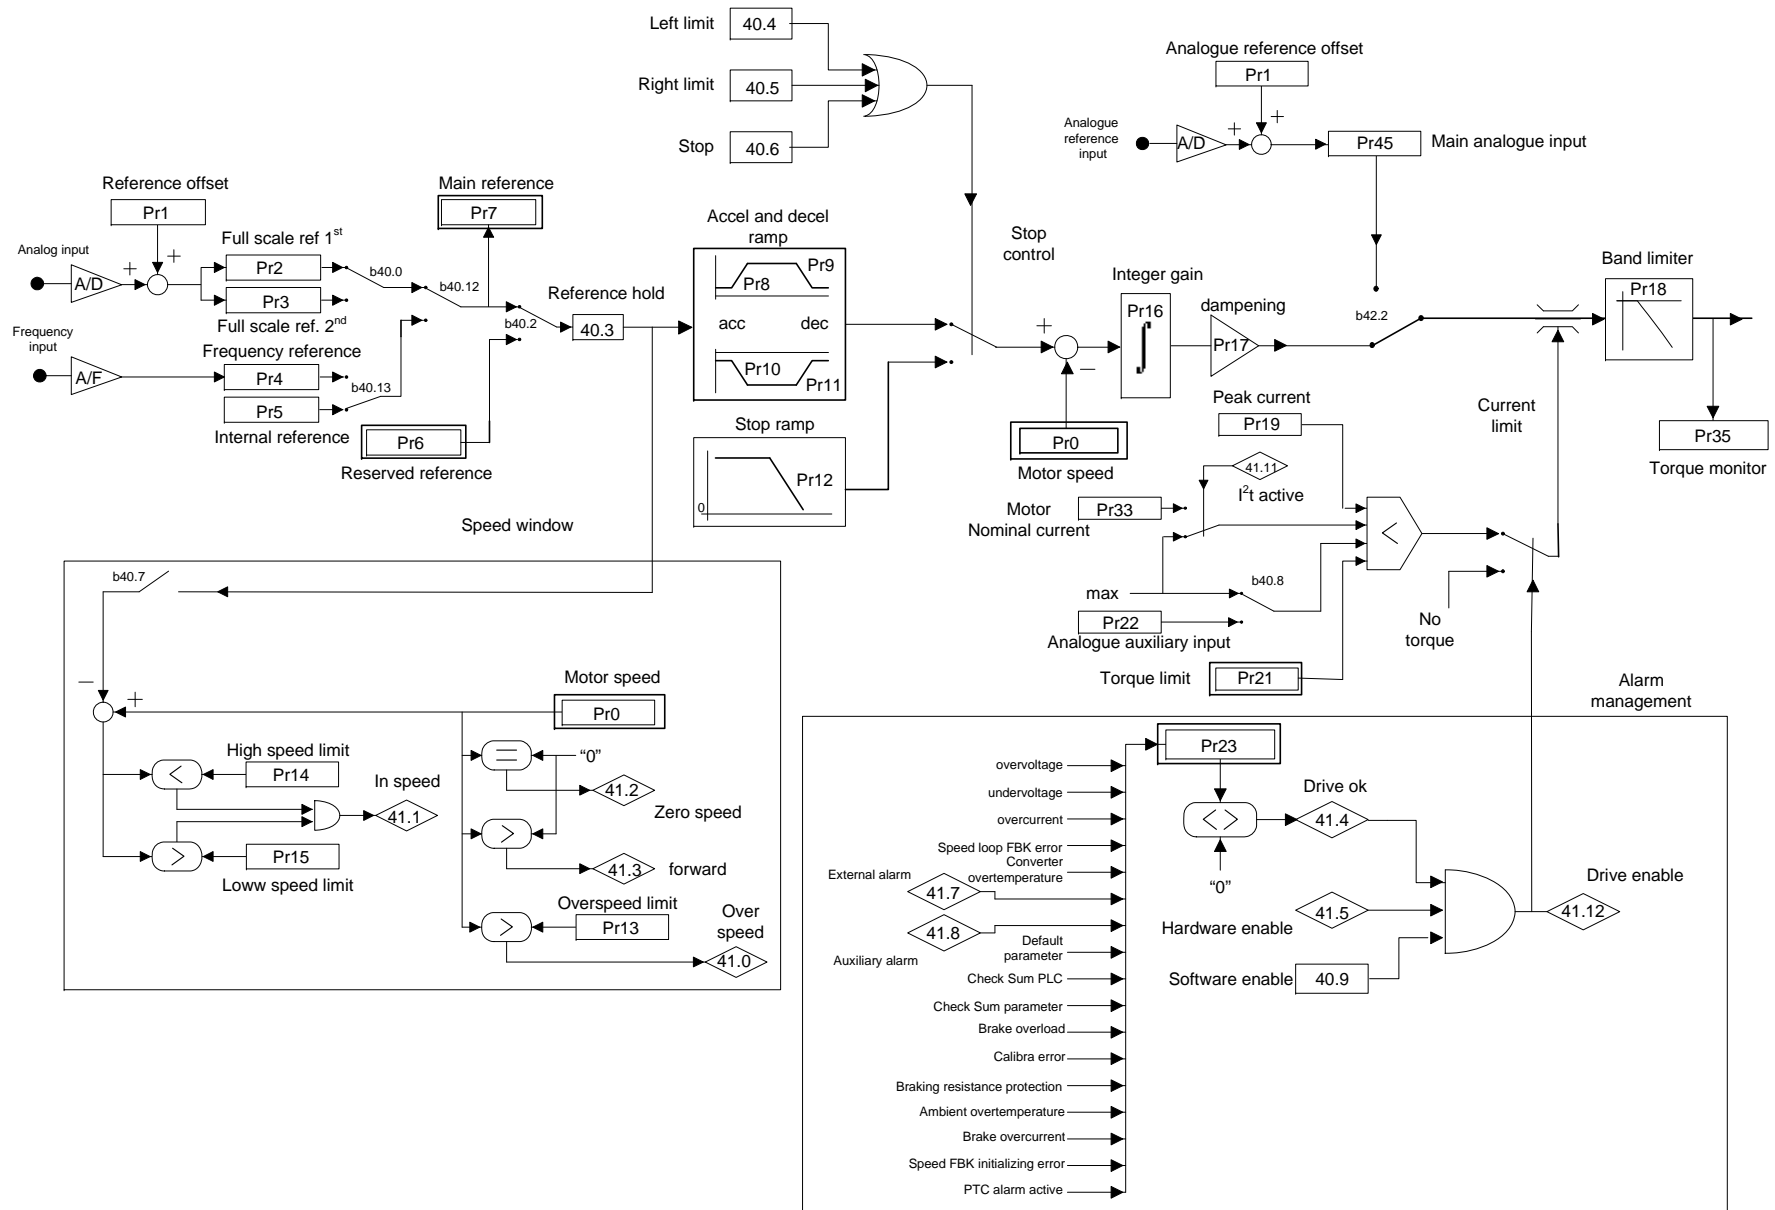 Left limit
40.4
Right limit
40.5
Stop
40.6
Analogue reference offset
Pr1
+
Analogue
reference
input
A/D
+
Pr45
Main analogue input
Reference offset
Pr1
+
Analog input
A/D
+
Full scale ref 1st
Pr2
Pr3
Full scale ref. 2nd
b40.0
b40.12
Main reference
Pr7
b40.2
Reference hold
40.3
Frequency
input
A/F
Frequency reference
Pr4
Pr5
Internal reference
b40.13
Pr6
Reserved reference
Accel and decel
ramp
Pr9
Pr8
acc
dec
Pr10
Pr11
Stop ramp
Pr12
0
Stop
control
+
−
Pr0
Motor speed
Integer gain
Pr16
dampening
Pr17
b42.2
Band limiter
Pr18
Pr35
Torque monitor
Current
limit
Peak current
Pr19
41.11
I2t active
Motor
Nominal current
Pr33
<
max
b40.8
Pr22
Analogue auxiliary input
Torque limit
Pr21
No
torque
Speed window
b40.7
−
+
Motor speed
Pr0
High speed limit
<
Pr14
In speed
41.1
>
Pr15
Loww speed limit
=
“0”
41.2
Zero speed
>
41.3
forward
Overspeed limit
>
Pr13
Over
speed
41.0
Alarm
management
Pr23
overvoltage
undervoltage
overcurrent
Speed loop FBK error
Converter
overtemperature
External alarm
41.7
41.8
Auxiliary alarm
Default
parameter
Check Sum PLC
Check Sum parameter
Brake overload
Calibra error
Braking resistance protection
Ambient overtemperature
Brake overcurrent
Speed FBK initializing error
PTC alarm active
< >
“0”
Drive ok
41.4
41.5
Hardware enable
Software enable
40.9
Drive enable
41.12